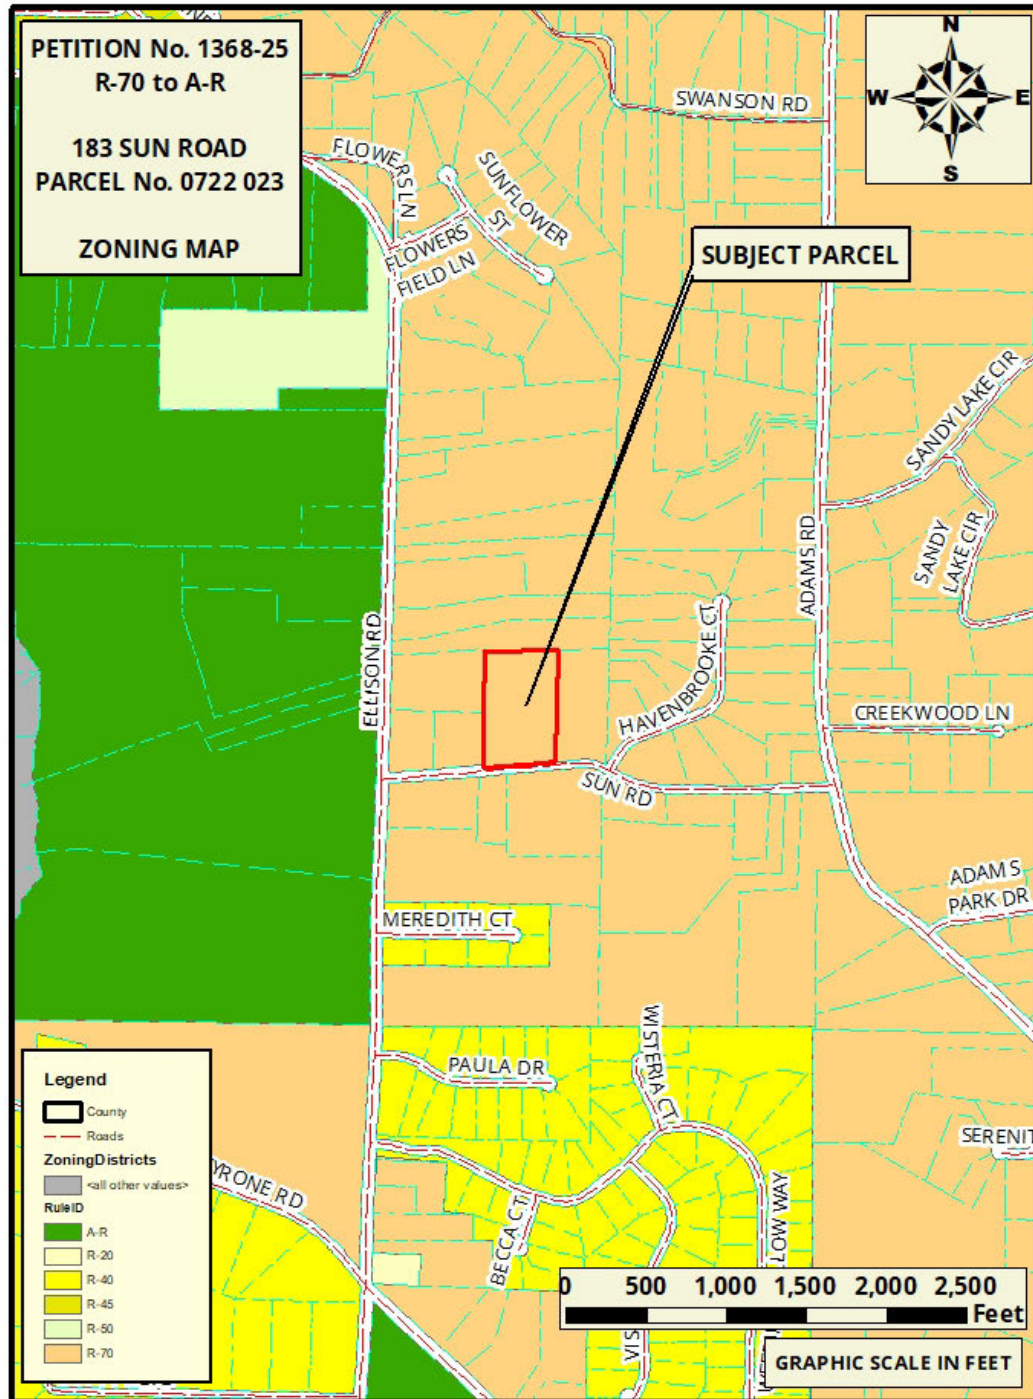 PETITION No. 1368-25
R-70 to A-R
183 SUN ROAD
PARCEL No. 0722 023
ZONING MAP
N
W
E
S
SWANSON RD
FLOWERS LN
SUNFLOWER
ST
FLOWERS
FIELD LN
SUBJECT PARCEL
SANDY LAKE CIR
SANDY
LAKE CIR
ADAMS RD
ELLISON RD
HAVENBROOKE CT
CREEKWOOD LN
SUN RD
ADAMS
PARK DR
MEREDITH CT
WISTERIA CT
PAULA DR
SERENIT
YRONE RD
BECCA CT
LOW WAY
VIS
Legend
County
Roads
ZoningDistricts
<all other values>
RuleID
A-R
R-20
R-40
R-45
R-50
R-70
0 500 1,000 1,500 2,000 2,500
Feet
GRAPHIC SCALE IN FEET